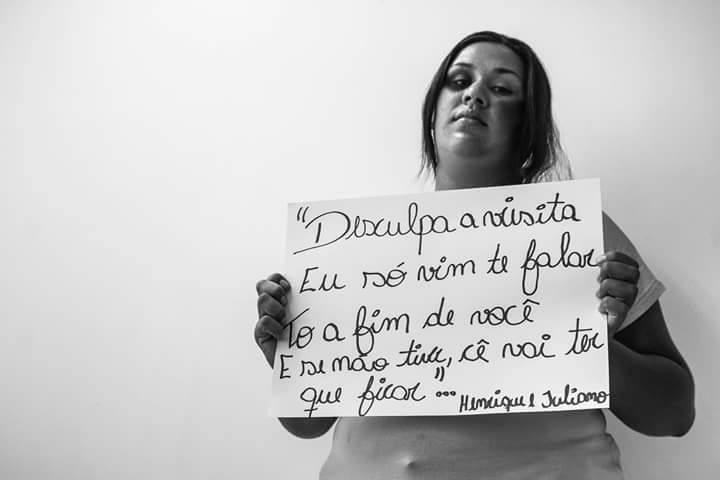 "Desculpa a visita
Eu só vim te falar
To a fim de você
E se não tiver, cê vai ter
que ficar"...
Henrique e Juliano